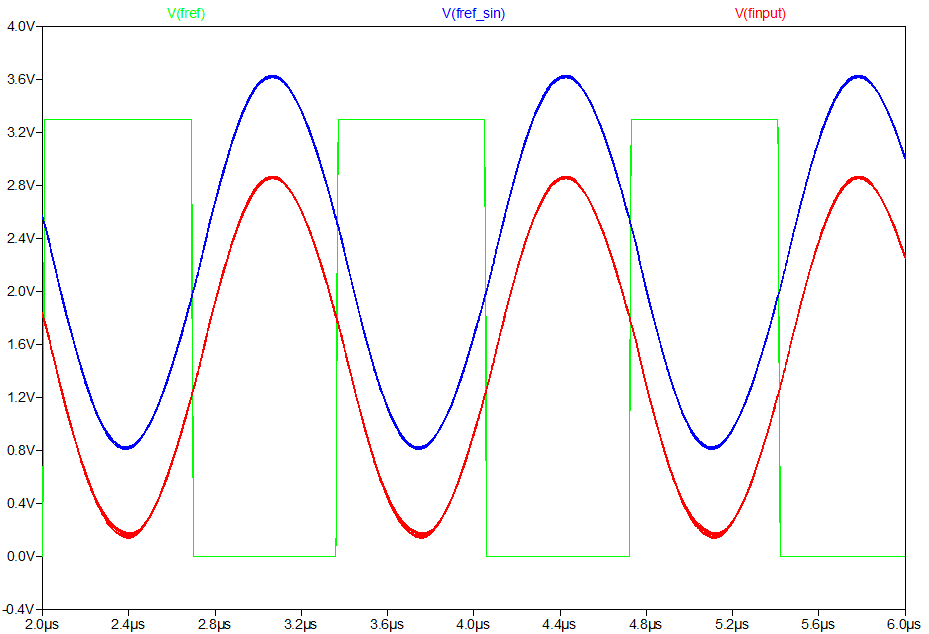 V(fref) V(fref_sin) V(finput)
4.0V
3.6V
3.2V
2.8V
2.4V
2.0V
1.6V
1.2V
0.8V
0.4V
0.0V
-0.4V
2.0µs 2.4µs 2.8µs 3.2µs 3.6µs 4.0µs 4.4µs 4.8µs 5.2µs 5.6µs 6.0µs